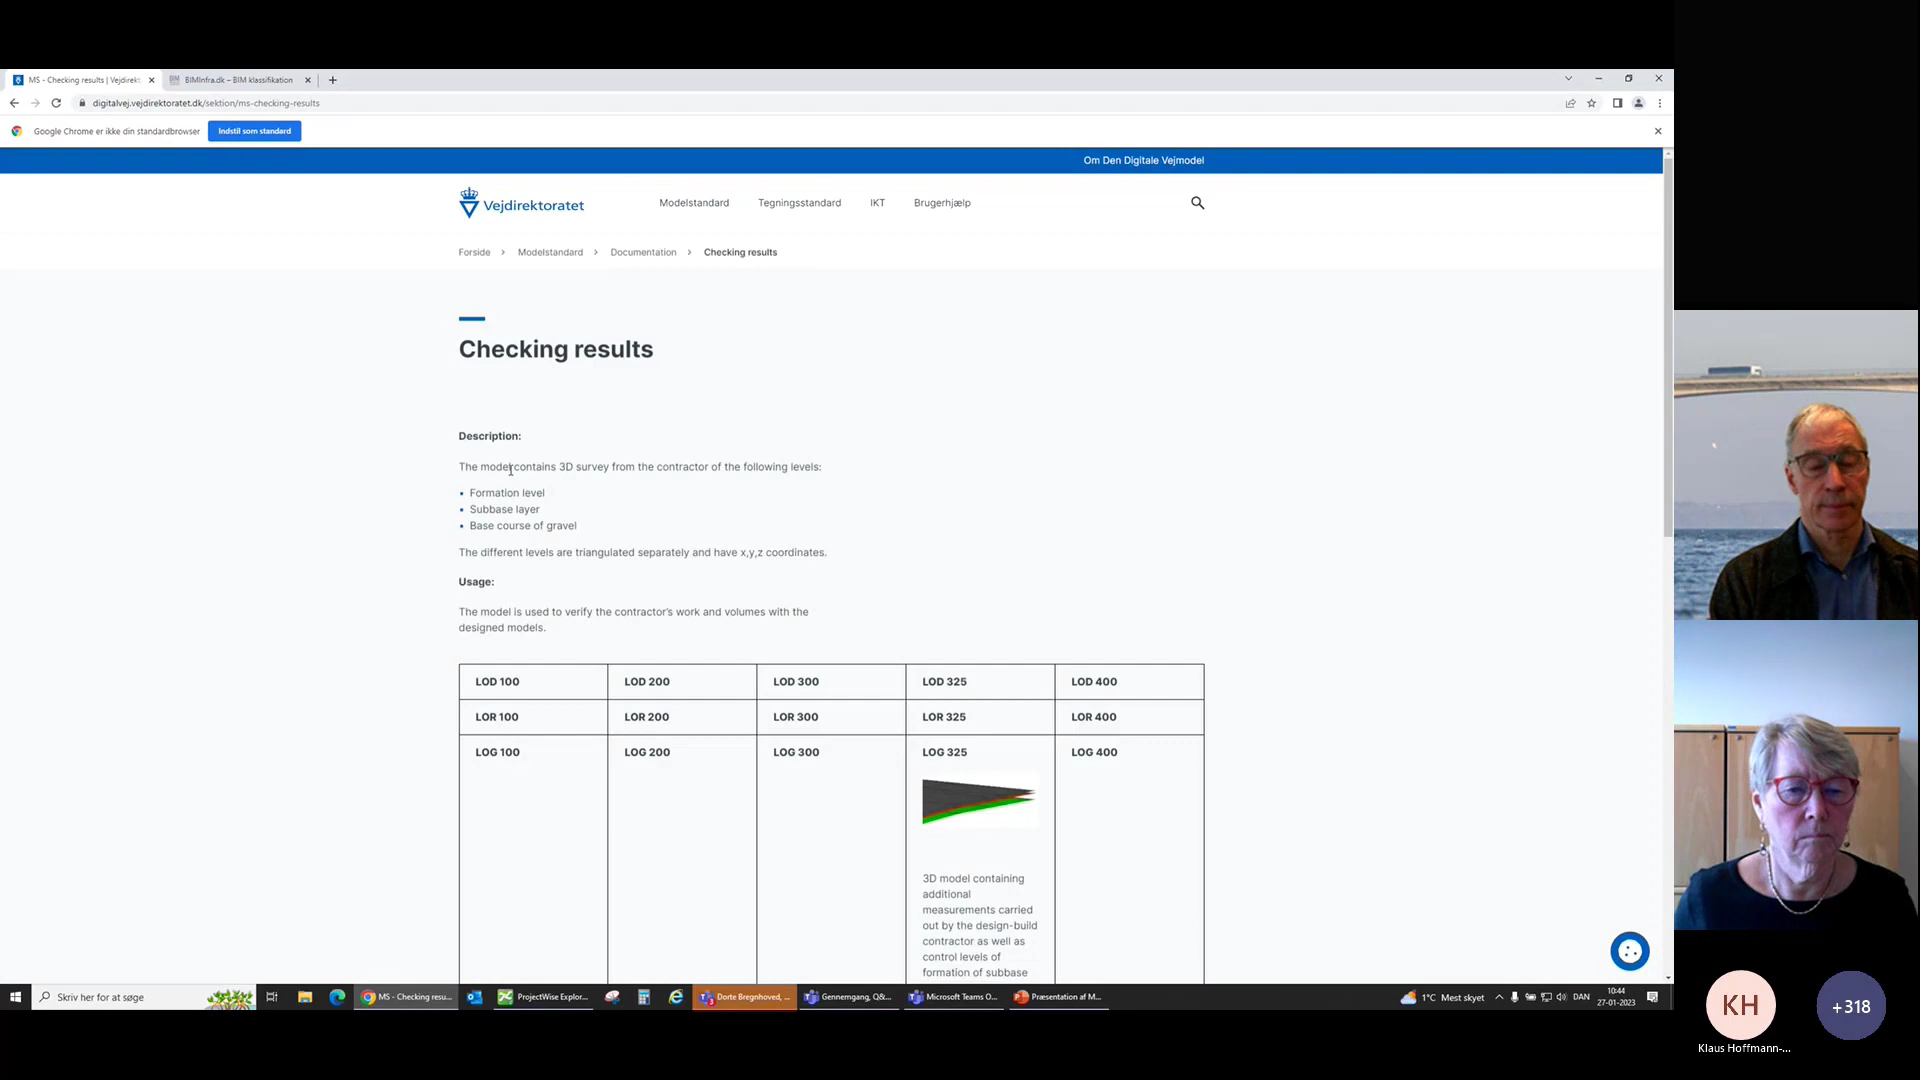 MS - Checking results | Vejdirekt
BIMInfra.dk – BIM klassifikation
digitalvej.vejdirektoratet.dk/sektion/ms-checking-results
Google Chrome er ikke din standardbrowser
Indstil som standard
Om Den Digitale Vejmodel
Vejdirektoratet
Modelstandard
Tegningsstandard
IKT
Brugerhjælp
Forside > Modelstandard > Documentation > Checking results
Checking results
Description:
The model contains 3D survey from the contractor of the following levels:
• Formation level
• Subbase layer
• Base course of gravel
The different levels are triangulated separately and have x,y,z coordinates.
Usage:
The model is used to verify the contractor's work and volumes with the
designed models.
LOD 100 LOD 200 LOD 300 LOD 325 LOD 400
LOR 100 LOR 200 LOR 300 LOR 325 LOR 400
LOG 100 LOG 200 LOG 300 LOG 325 LOG 400
3D model containing
additional
measurements carried
out by the design-build
contractor as well as
control levels of
formation of subbase
Skriv her for at søge
MS - Checking resu...
ProjectWise Explor...
Dorte Bregnhoved, ...
Gennemgang, Q&...
Microsoft Teams O...
Præsentation af M...
1°C Mest skyet
DAN
10:44
27-01-2023
KH
+318
Klaus Hoffmann-...